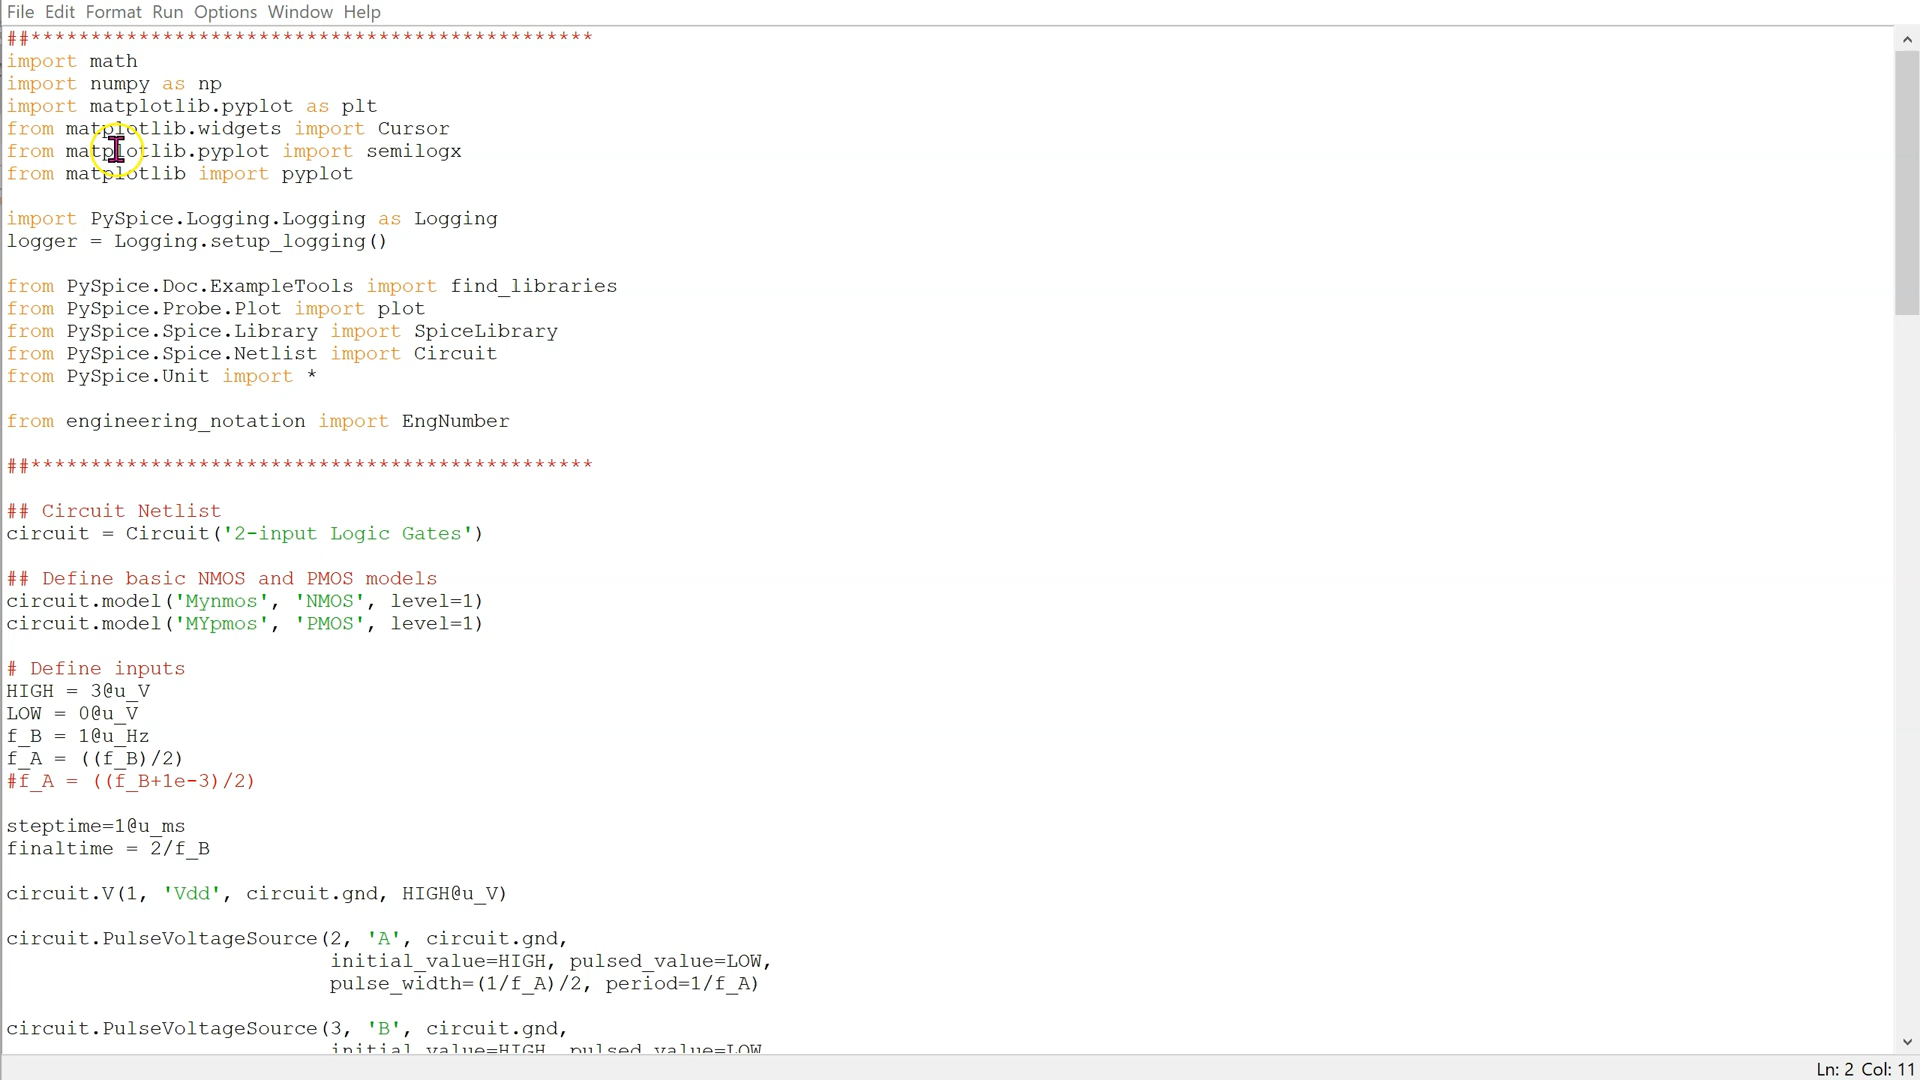 File Edit Format Run Options Window Help
##***********************************************
import math
import numpy as np
import matplotlib.pyplot as plt
from matplotlib.widgets import Cursor
from matplotlib.pyplot import semilogx
from matplotlib import pyplot
import PySpice.Logging.Logging as Logging
logger = Logging.setup_logging()
from PySpice.Doc.ExampleTools import find_libraries
from PySpice.Probe.Plot import plot
from PySpice.Spice.Library import SpiceLibrary
from PySpice.Spice.Netlist import Circuit
from PySpice.Unit import *
from engineering_notation import EngNumber
##***********************************************
## Circuit Netlist
circuit = Circuit('2-input Logic Gates')
## Define basic NMOS and PMOS models
circuit.model('Mynmos', 'NMOS', level=1)
circuit.model('MYpmos', 'PMOS', level=1)
# Define inputs
HIGH = 3@u_V
LOW = 0@u_V
f_B = 1@u_Hz
f_A = ((f_B)/2)
#f_A = ((f_B+1e-3)/2)
steptime=1@u_ms
finaltime = 2/f_B
circuit.V(1, 'Vdd', circuit.gnd, HIGH@u_V)
circuit.PulseVoltageSource(2, 'A', circuit.gnd,
initial_value=HIGH, pulsed_value=LOW,
pulse_width=(1/f_A)/2, period=1/f_A)
circuit.PulseVoltageSource(3, 'B', circuit.gnd,
initial_value=HIGH, pulsed_value=LOW,
Ln: 2 Col: 11